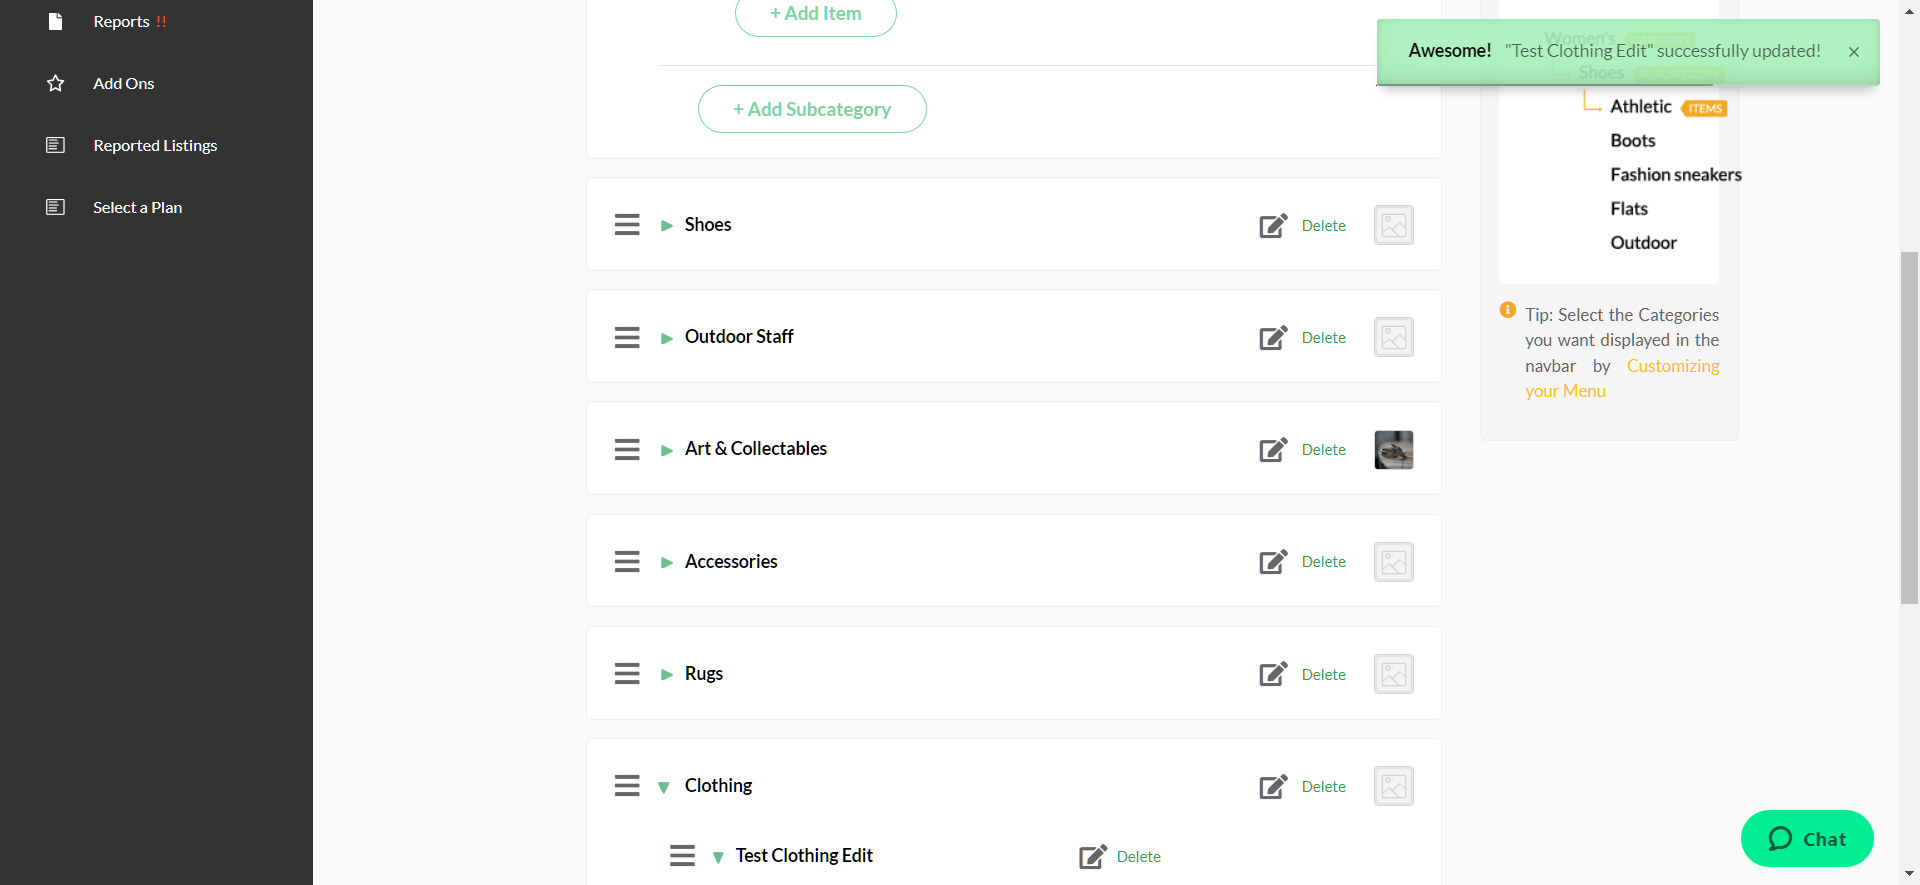 Reports !!
Add Ons
Reported Listings
Select a Plan
+ Add Item
+ Add Subcategory
Shoes
Delete
Outdoor Staff
Delete
Art & Collectables
Delete
Accessories
Delete
Rugs
Delete
Clothing
Delete
Test Clothing Edit
Delete
Awesome! "Test Clothing Edit" successfully updated! ×
Women's CATEGORY
Shoes SUBCATEGORY
Athletic ITEMS
Boots
Fashion sneakers
Flats
Outdoor
Tip: Select the Categories
you want displayed in the
navbar by Customizing
your Menu
Chat